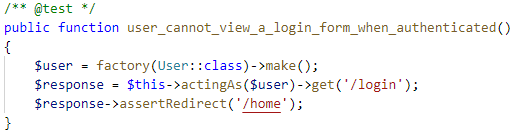 /** @test */
public function user_cannot_view_a_login_form_when_authenticated()
{
    $user = factory(User::class)->make();
    $response = $this->actingAs($user)->get('/login');
    $response->assertRedirect('/home');
}